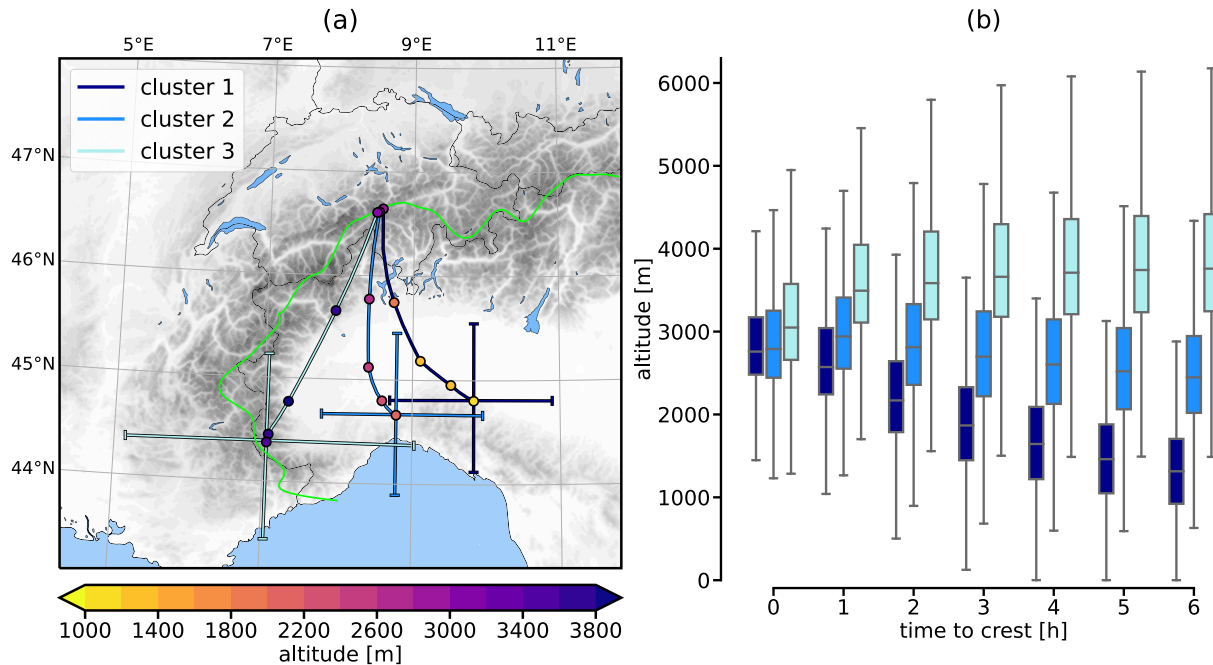 (a)
(b)
5°E 7°E 9°E 11°E
cluster 1
cluster 2
cluster 3
47°N
46°N
45°N
44°N
1000 1400 1800 2200 2600 3000 3400 3800
altitude [m]
6000
5000
4000
3000
2000
1000
0
altitude [m]
0 1 2 3 4 5 6
time to crest [h]